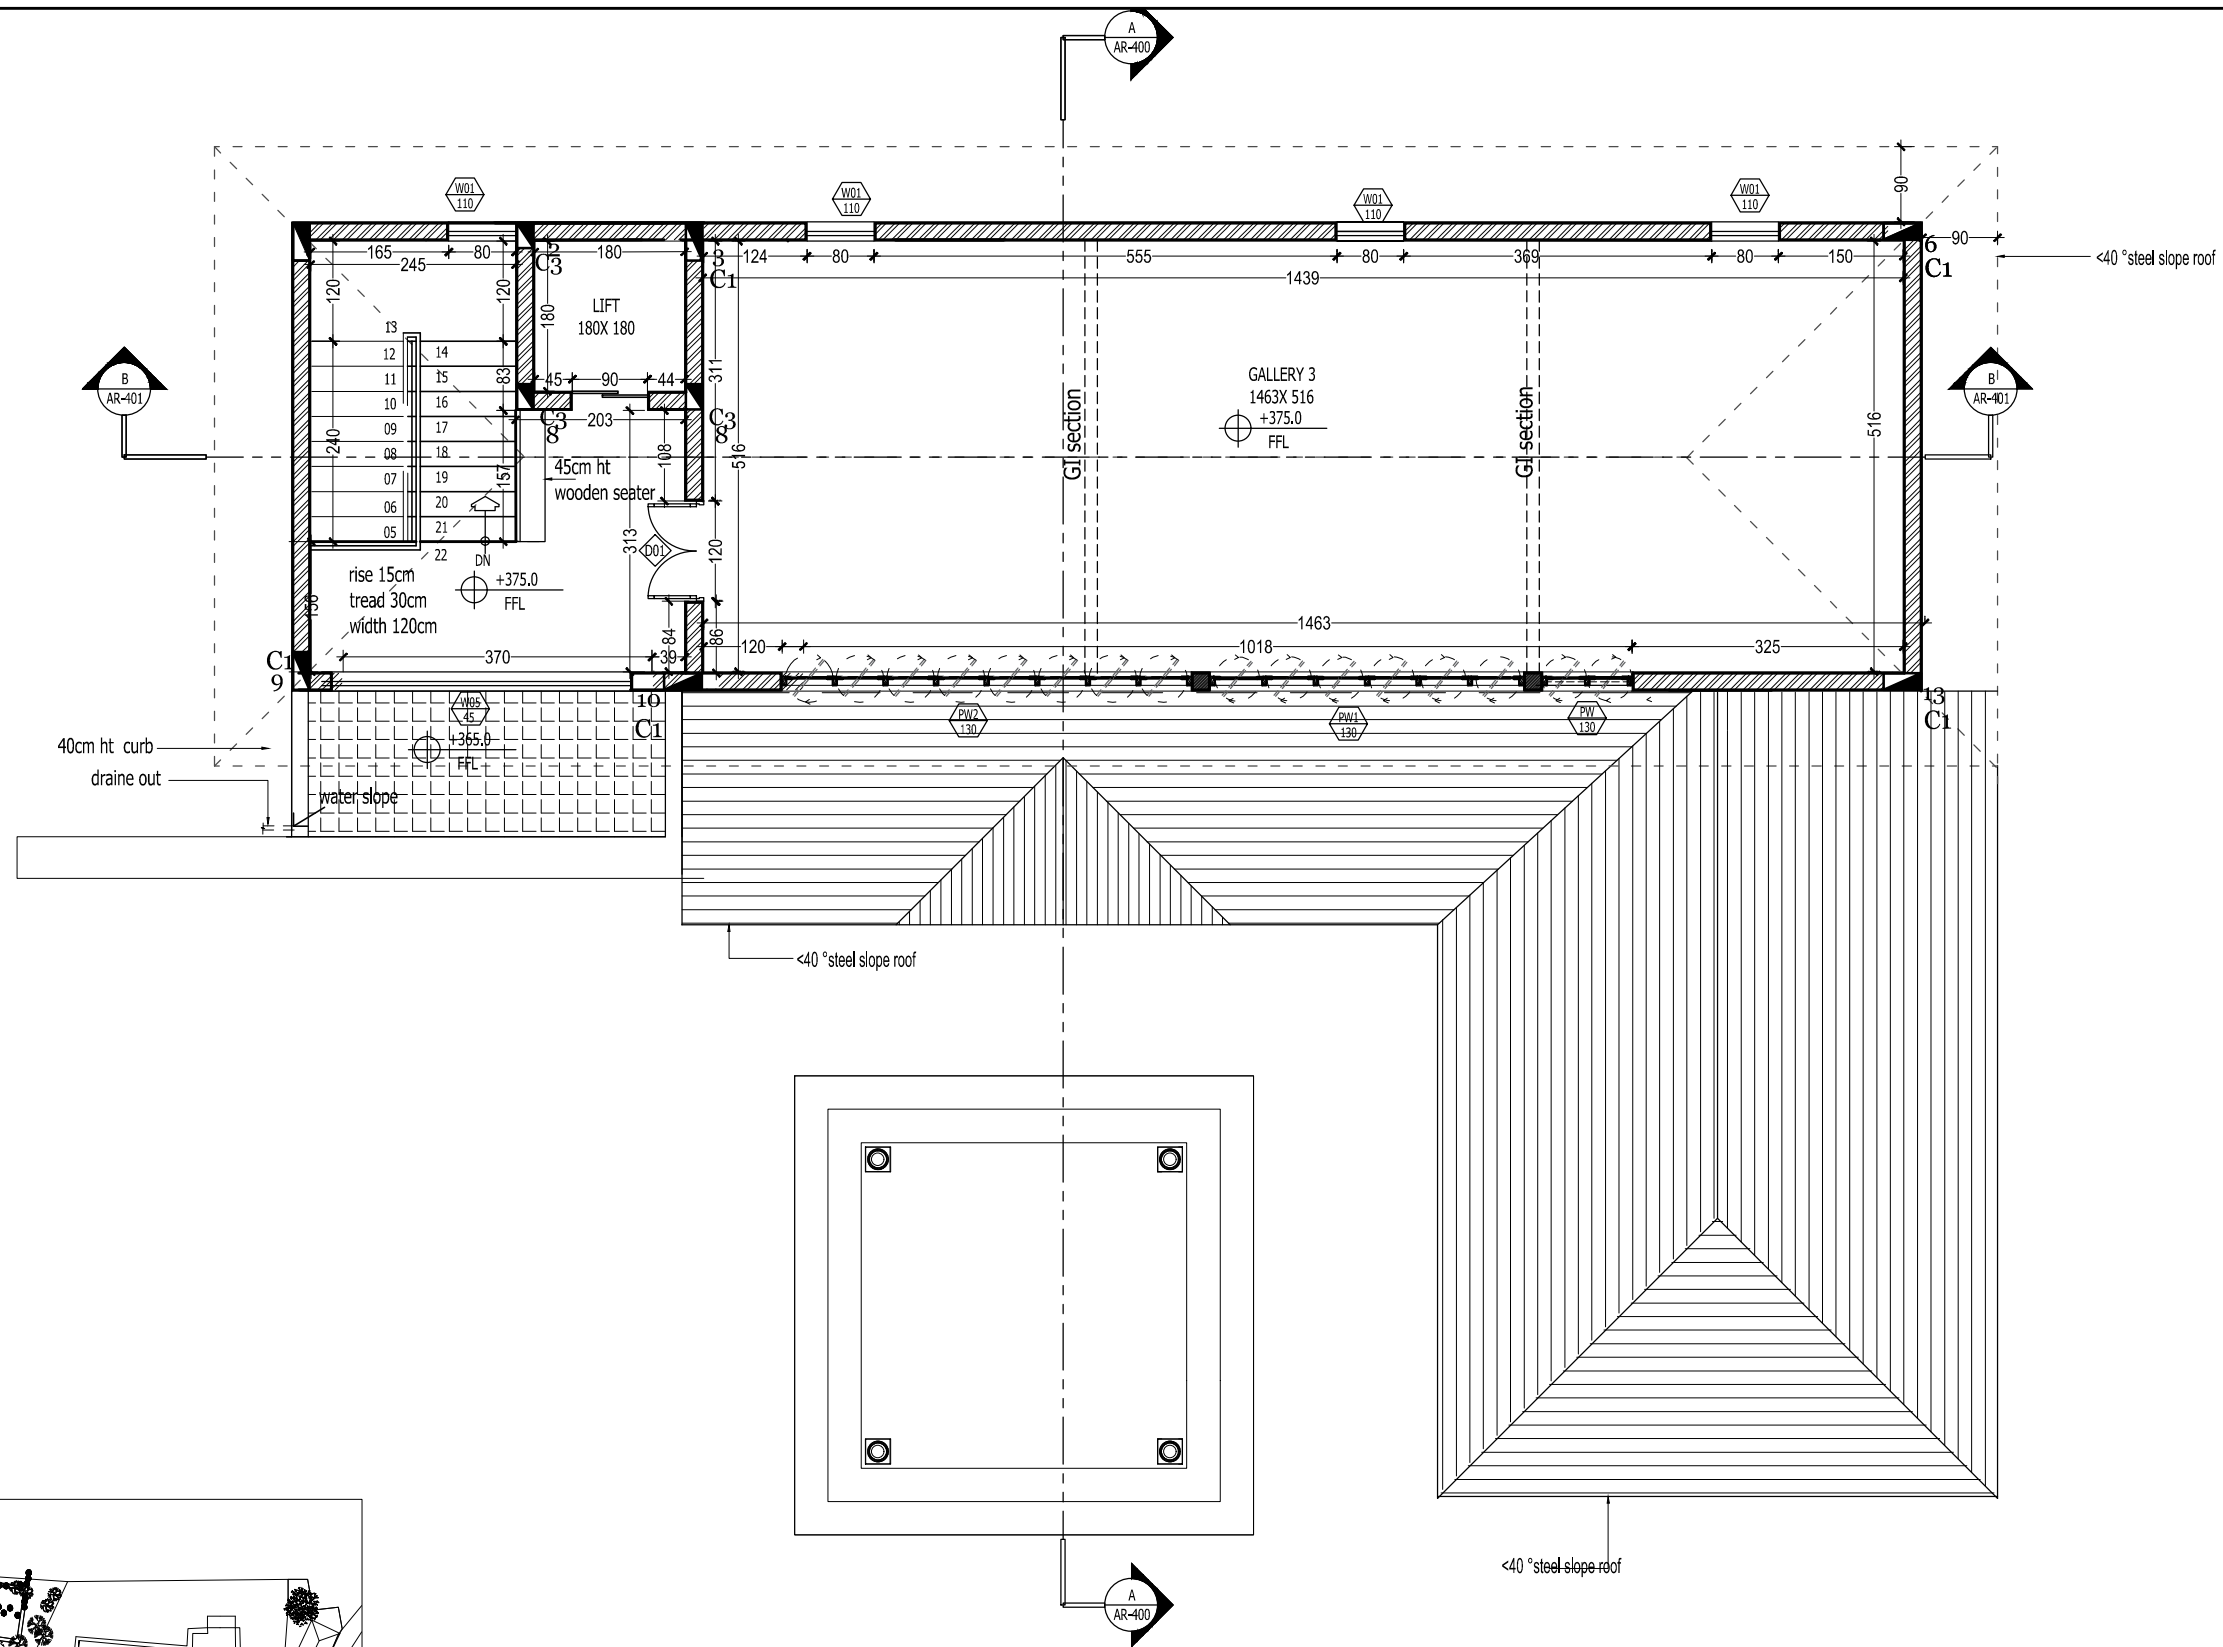 A
AR-400
W01
110
W01
110
W01
110
W01
110
90
165
80
245
2
C3
180
3
C1
124
80
555
80
369
80
150
6
C1
90
<40 °steel slope roof
1439
120
120
180
LIFT
180X 180
311
516
GI section
GI section
GALLERY 3
1463X 516
+375.0
FFL
516
B
AR-401
B'
AR-401
13
12
11
10
09
08
07
06
05
14
15
16
17
18
19
20
21
22
83
240
157
45
90
44
C3
8
203
C3
8
108
45cm ht
wooden seater
313
D01
120
DN
+375.0
FFL
rise 15cm
tread 30cm
width 120cm
156
84
86
1463
C1
9
370
39
120
1018
325
W05
45
10
C1
PW2
130
PW1
130
PW
130
13
C1
40cm ht curb
+365.0
FFL
draine out
water slope
<40 °steel slope roof
<40 °steel slope roof
A
AR-400